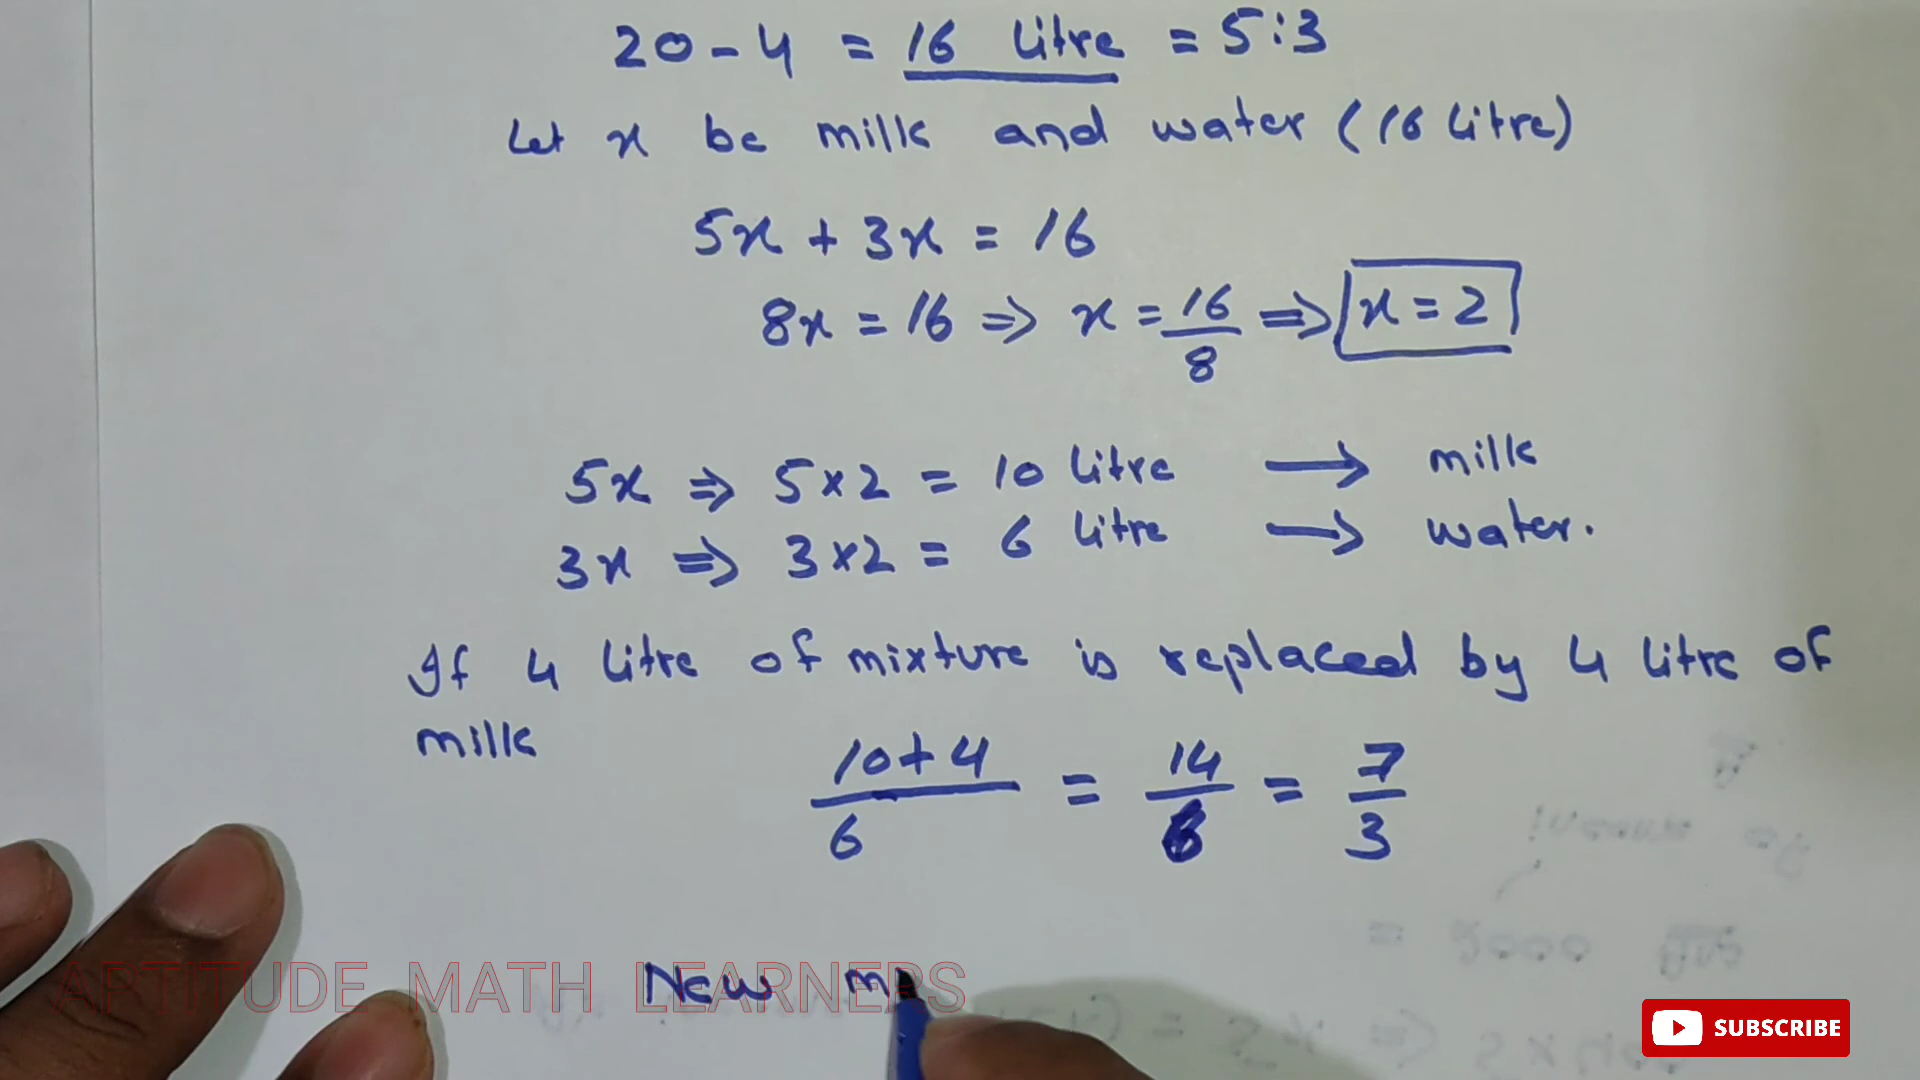 20 - 4 = 16 Litre = 5:3
Let x be milk and water (16 Litre)
5x + 3x = 16
8x = 16 ⇒ x = 16/8 ⇒ x = 2
5x ⇒ 5×2 = 10 Litre → milk
3x ⇒ 3×2 = 6 Litre → water.
If 4 Litre of mixture is replaced by 4 Litre of
milk
10+4/6 = 14/6 = 7/3
New m
APTITUDE MATH LEARNERS
SUBSCRIBE